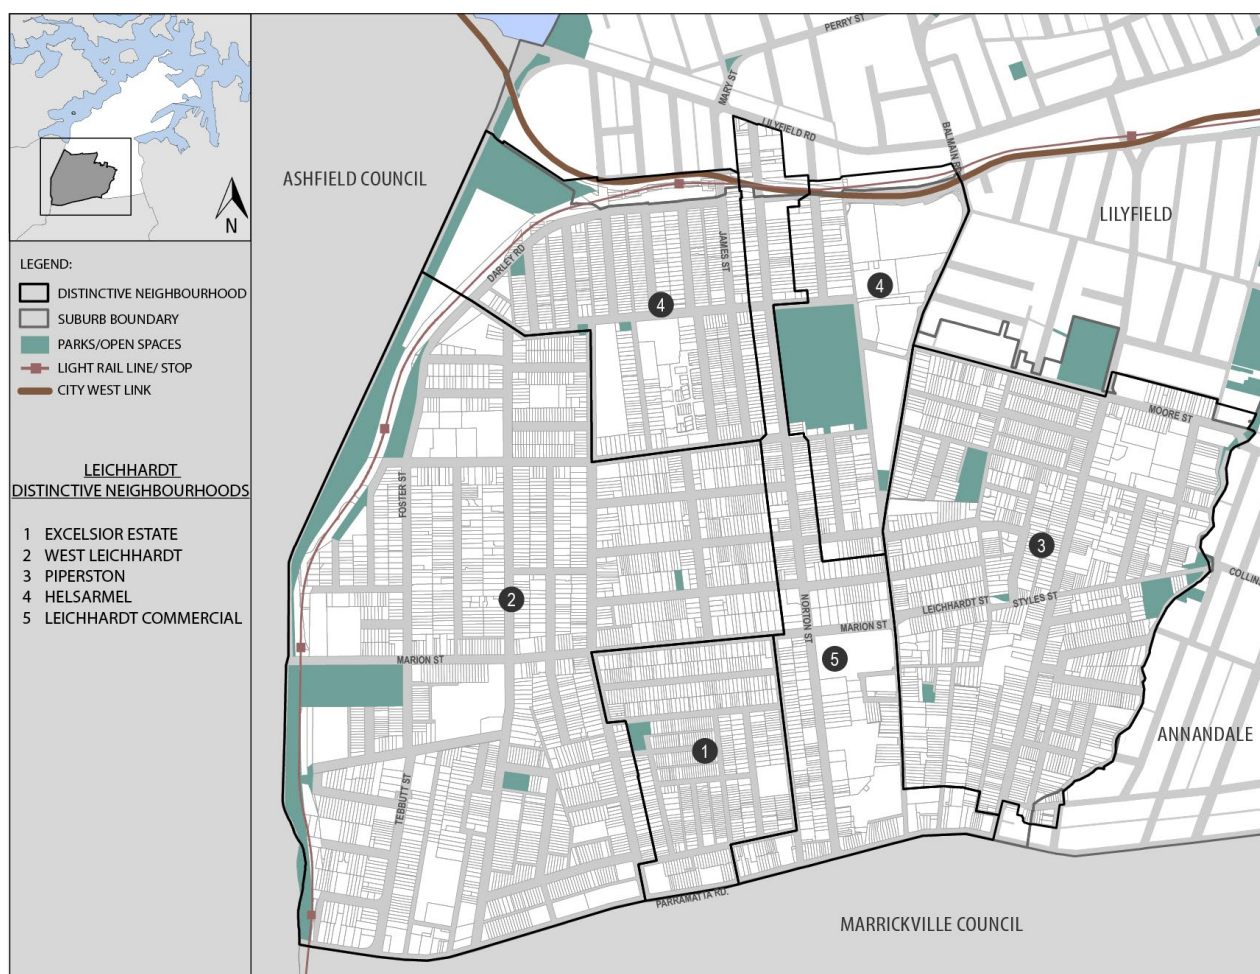 N
LEGEND:
DISTINCTIVE NEIGHBOURHOOD
SUBURB BOUNDARY
PARKS/OPEN SPACES
LIGHT RAIL LINE/ STOP
CITY WEST LINK
LEICHHARDT
DISTINCTIVE NEIGHBOURHOODS
1 EXCELSIOR ESTATE
2 WEST LEICHHARDT
3 PIPERSTON
4 HELSARMEL
5 LEICHHARDT COMMERCIAL
PERRY ST
MARY ST
LILYFIELD RD
BALMAIN RD
ASHFIELD COUNCIL
LILYFIELD
JAMES ST
DARLEY RD
4
4
MOORE ST
FOSTER ST
3
2
NORTON ST
LEICHHARDT ST
STYLES ST
MARION ST
MARION ST
5
1
ANNANDALE
TEBBUTT ST
PARRAMATTA RD.
MARRICKVILLE COUNCIL